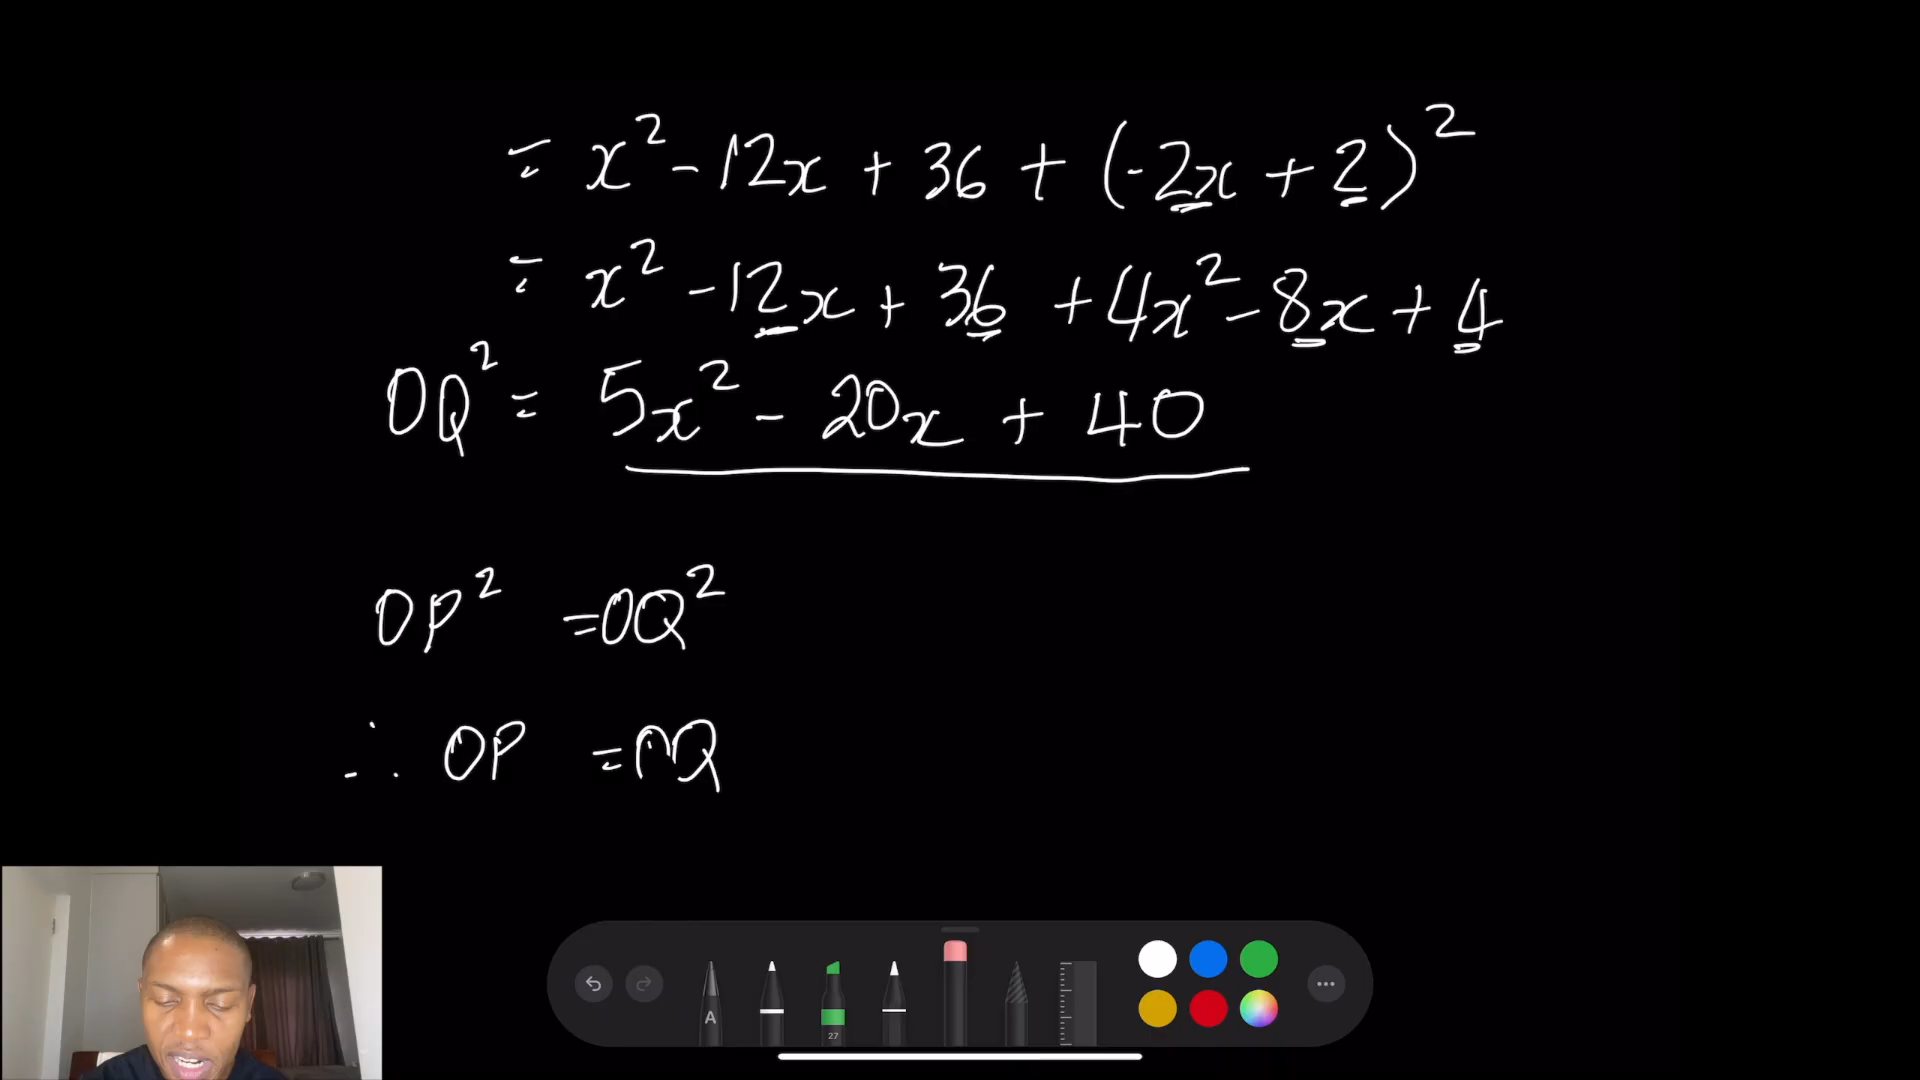 = x² - 12x + 36 + (-2x + 2)²
= x² - 12x + 36 + 4x² - 8x + 4
OQ² = 5x² - 20x + 40
OP² = OQ²
∴ OP = OQ
A
27